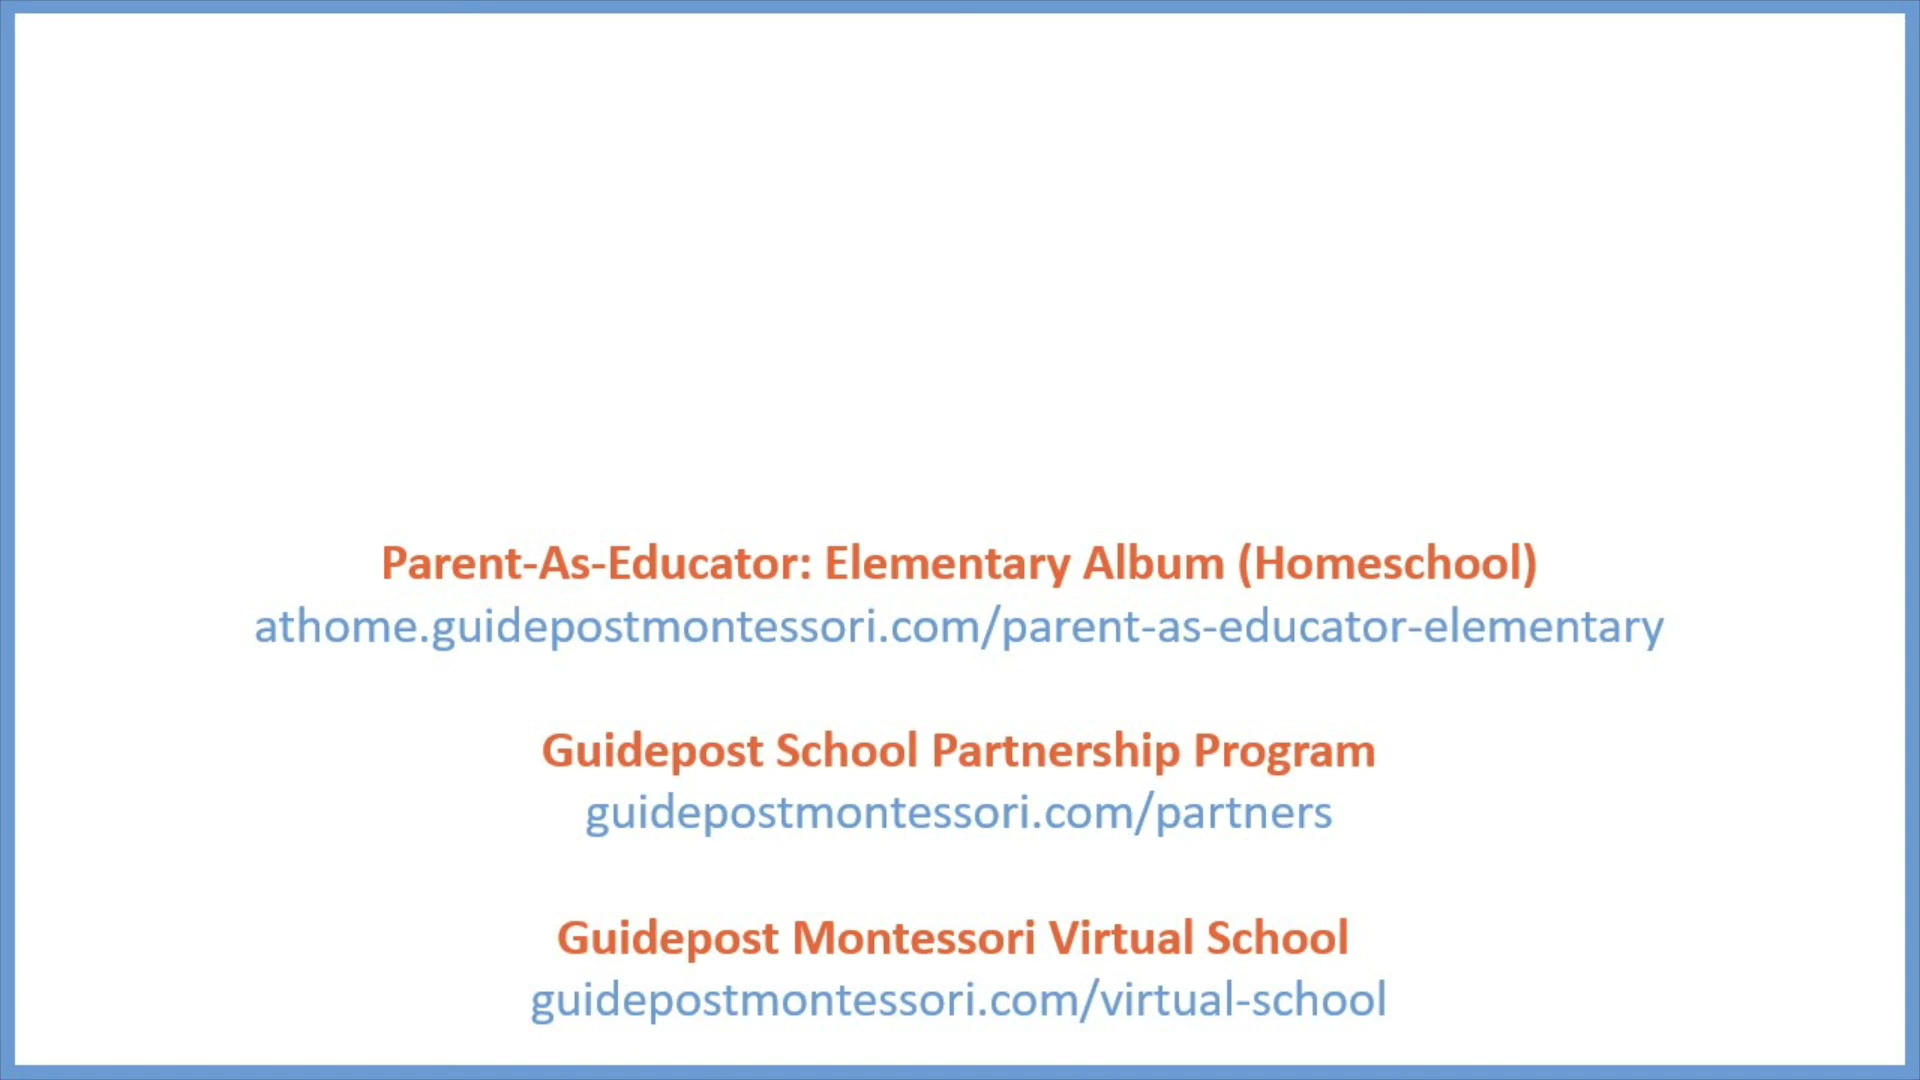 Parent-As-Educator: Elementary Album (Homeschool)
athome.guidepostmontessori.com/parent-as-educator-elementary
Guidepost School Partnership Program
guidepostmontessori.com/partners
Guidepost Montessori Virtual School
guidepostmontessori.com/virtual-school